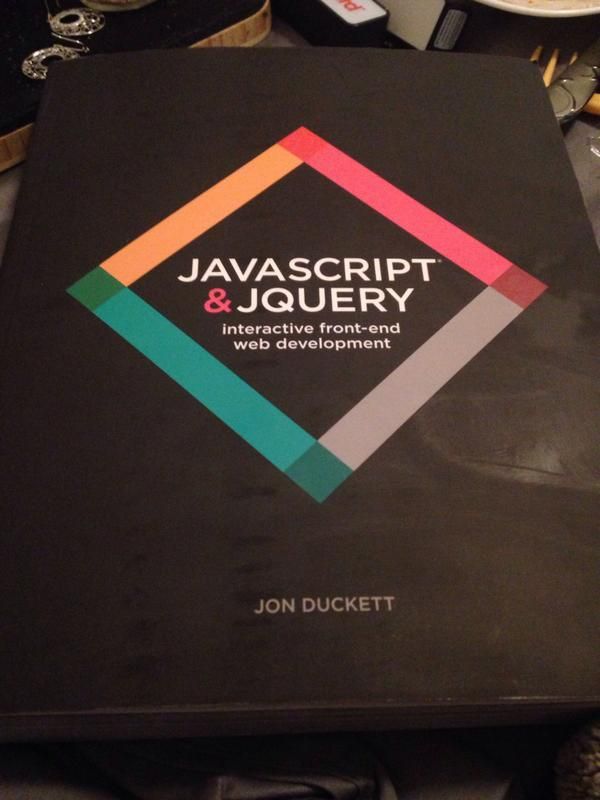 JAVASCRIPT®
& JQUERY
interactive front-end
web development
JON DUCKETT